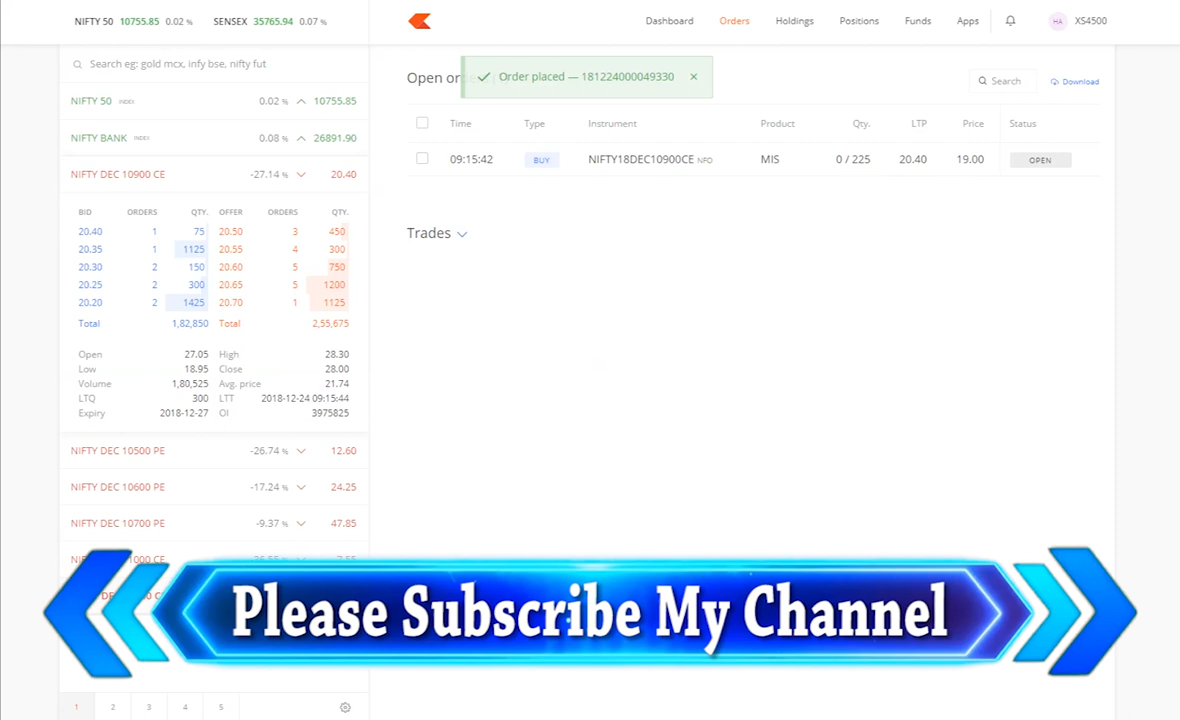 NIFTY 50 10755.85 0.02 % SENSEX 35765.94 0.07 %
Dashboard Orders Holdings Positions Funds Apps HA XS4500
Search eg: gold mcx, infy bse, nifty fut
Open or
Order placed — 181224000049330 ×
Search Download
NIFTY 50 INDEX 0.02 % 10755.85
NIFTY BANK INDEX 0.08 % 26891.90
NIFTY DEC 10900 CE -27.14 % 20.40
BID ORDERS QTY. OFFER ORDERS QTY.
20.40 1 75 20.50 3 450
20.35 1 1125 20.55 4 300
20.30 2 150 20.60 5 750
20.25 2 300 20.65 5 1200
20.20 2 1425 20.70 1 1125
Total 1,82,850 Total 2,55,675
Open 27.05 High 28.30
Low 18.95 Close 28.00
Volume 1,80,525 Avg. price 21.74
LTQ 300 LTT 2018-12-24 09:15:44
Expiry 2018-12-27 OI 3975825
NIFTY DEC 10500 PE -26.74 % 12.60
NIFTY DEC 10600 PE -17.24 % 24.25
NIFTY DEC 10700 PE -9.37 % 47.85
Time Type Instrument Product Qty. LTP Price Status
09:15:42 BUY NIFTY18DEC10900CE NFO MIS 0 / 225 20.40 19.00 OPEN
Trades
Please Subscribe My Channel
1 2 3 4 5